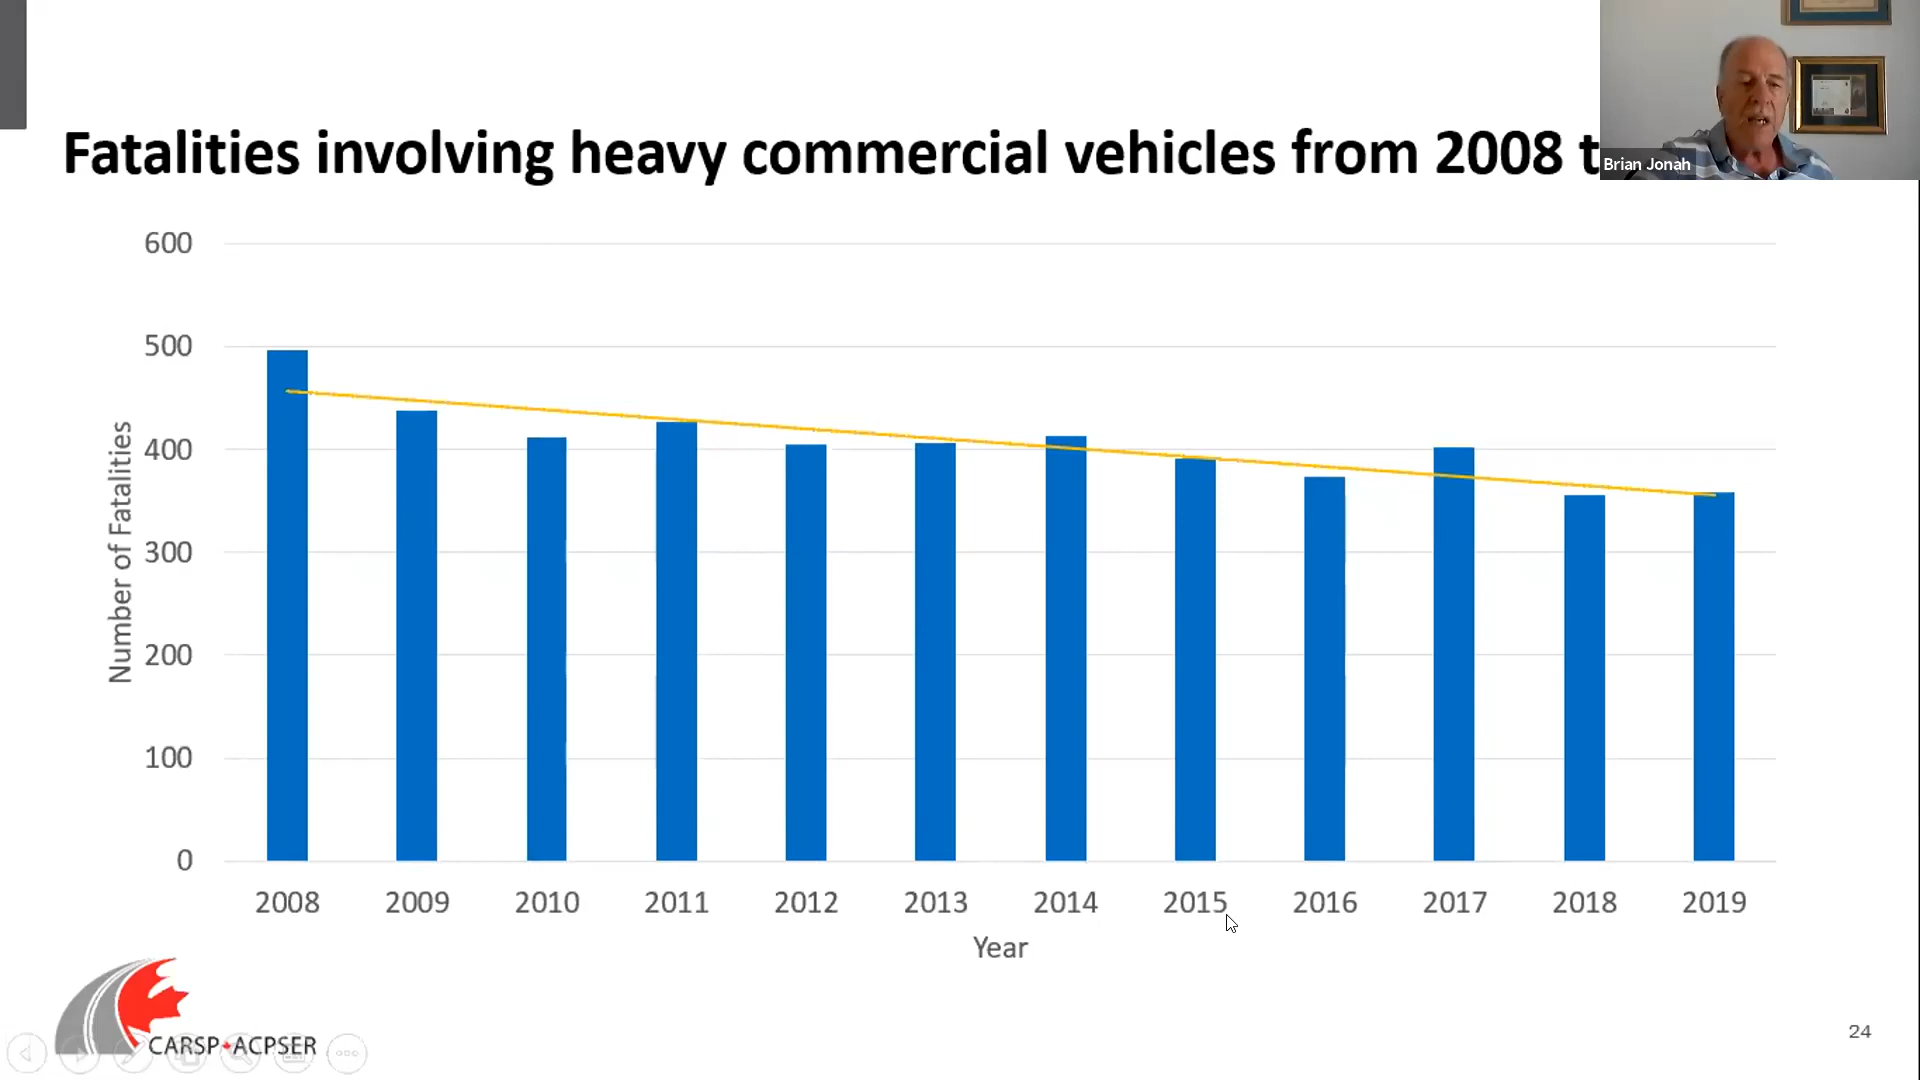 Fatalities involving heavy commercial vehicles from 2008 t
Brian Jonah
600
500
400
300
200
100
0
Number of Fatalities
2008 2009 2010 2011 2012 2013 2014 2015 2016 2017 2018 2019
Year
CARSP ACPSER
24